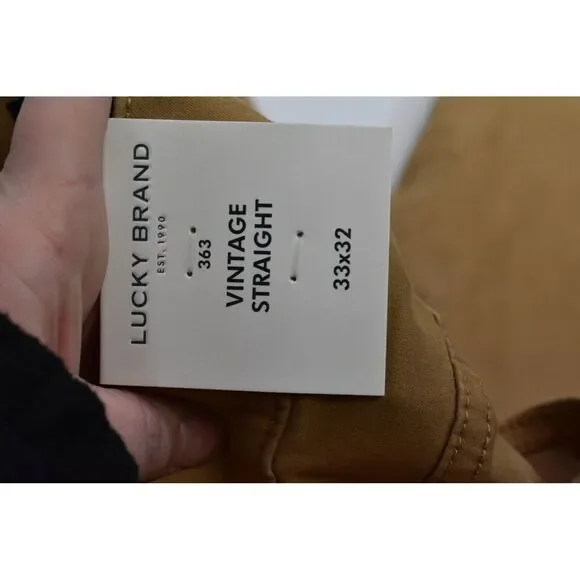 LUCKY BRAND
EST. 1990
363
VINTAGE
STRAIGHT
33x32